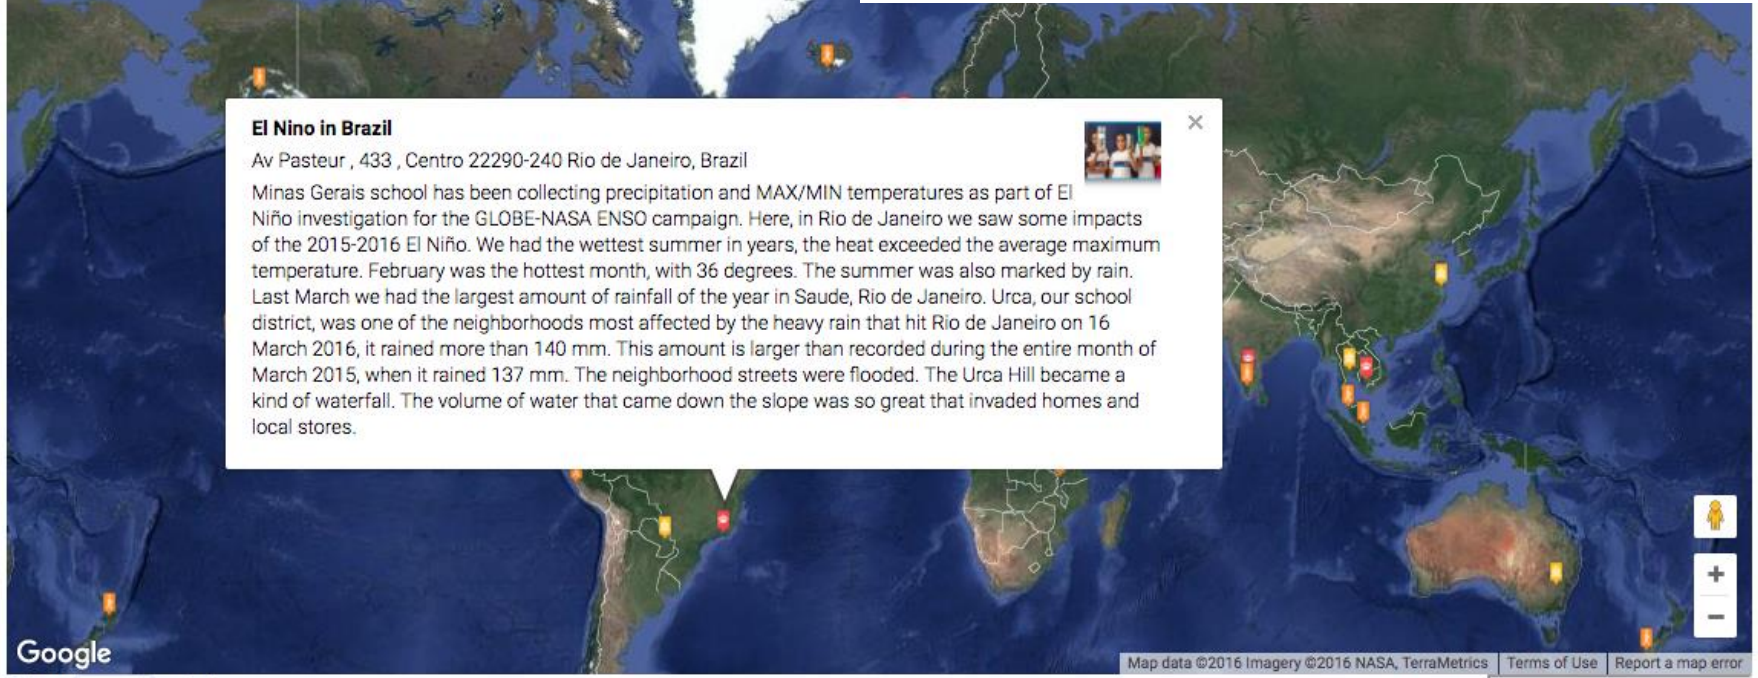 El Nino in Brazil
Av Pasteur , 433 , Centro 22290-240 Rio de Janeiro, Brazil
Minas Gerais school has been collecting precipitation and MAX/MIN temperatures as part of El
Niño investigation for the GLOBE-NASA ENSO campaign. Here, in Rio de Janeiro we saw some impacts
of the 2015-2016 El Niño. We had the wettest summer in years, the heat exceeded the average maximum
temperature. February was the hottest month, with 36 degrees. The summer was also marked by rain.
Last March we had the largest amount of rainfall of the year in Saude, Rio de Janeiro. Urca, our school
district, was one of the neighborhoods most affected by the heavy rain that hit Rio de Janeiro on 16
March 2016, it rained more than 140 mm. This amount is larger than recorded during the entire month of
March 2015, when it rained 137 mm. The neighborhood streets were flooded. The Urca Hill became a
kind of waterfall. The volume of water that came down the slope was so great that invaded homes and
local stores.
Google
Map data ©2016 Imagery ©2016 NASA, TerraMetrics
Terms of Use
Report a map error